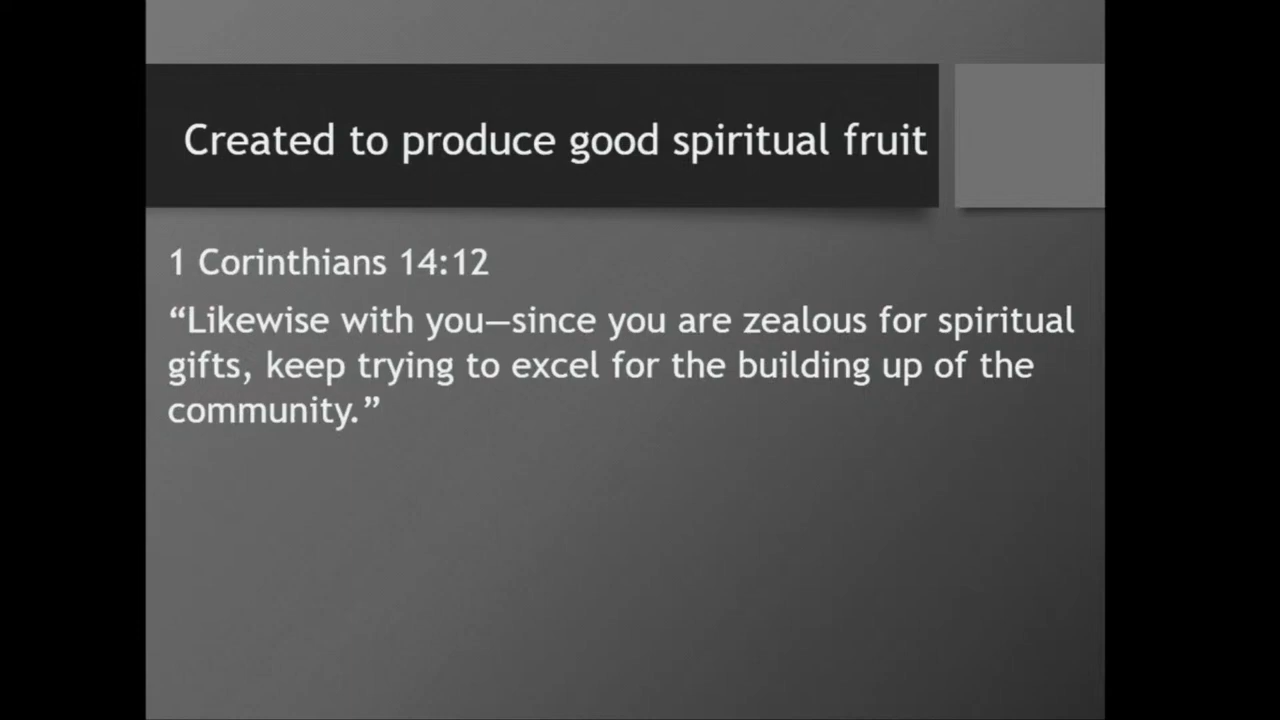 Created to produce good spiritual fruit
1 Corinthians 14:12
“Likewise with you—since you are zealous for spiritual
gifts, keep trying to excel for the building up of the
community.”